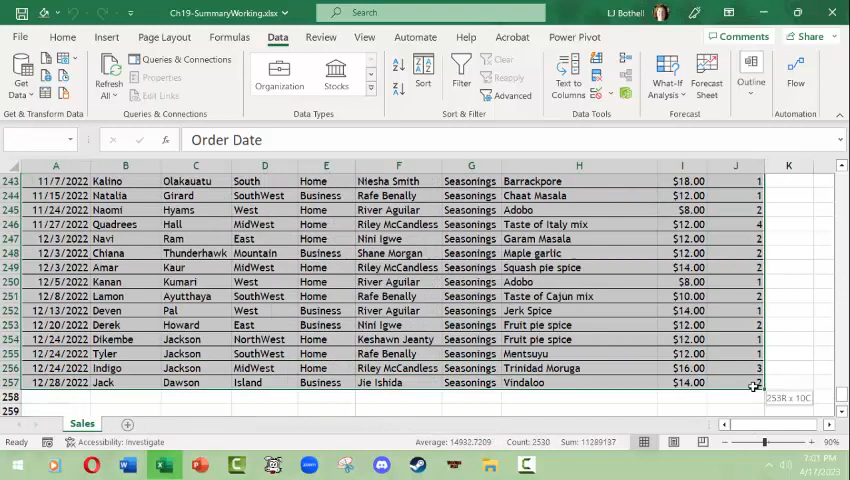 Ch19-SummaryWorking.xlsx
Search
LJ Bothell
File Home Insert Page Layout Formulas Data Review View Automate Help Acrobat Power Pivot Comments Share
Get Data
Refresh All
Queries & Connections
Properties
Edit Links
Organization
Stocks
Sort
Filter
Clear
Reapply
Advanced
Text to Columns
What-If Analysis
Forecast Sheet
Outline
Flow
Get & Transform Data Queries & Connections Data Types Sort & Filter Data Tools Forecast Automation
fx Order Date
A B C D E F G H I J K
243 11/7/2022 Kalino Olakauatu South Home Niesha Smith Seasonings Barrackpore $18.00 1
244 11/15/2022 Natalia Girard SouthWest Business Rafe Benally Seasonings Chaat Masala $12.00 1
245 11/24/2022 Naomi Hyams West Home River Aguilar Seasonings Adobo $8.00 2
246 11/27/2022 Quadrees Hall MidWest Home Riley McCandless Seasonings Taste of Italy mix $12.00 4
247 12/3/2022 Navi Ram East Home Nini Igwe Seasonings Garam Masala $12.00 2
248 12/3/2022 Chiana Thunderhawk Mountain Business Shane Morgan Seasonings Maple garlic $12.00 2
249 12/3/2022 Amar Kaur MidWest Home Riley McCandless Seasonings Squash pie spice $14.00 2
250 12/5/2022 Kanan Kumari West Home River Aguilar Seasonings Adobo $8.00 1
251 12/8/2022 Lamon Ayutthaya SouthWest Business Rafe Benally Seasonings Taste of Cajun mix $10.00 2
252 12/13/2022 Deven Pal West Business River Aguilar Seasonings Jerk Spice $14.00 1
253 12/20/2022 Derek Howard East Business Nini Igwe Seasonings Fruit pie spice $12.00 2
254 12/24/2022 Dikembe Jackson NorthWest Home Keshawn Jeanty Seasonings Fruit pie spice $12.00 1
255 12/24/2022 Tyler Jackson SouthWest Home Rafe Benally Seasonings Mentsuyu $12.00 1
256 12/24/2022 Indigo Jackson MidWest Home Riley McCandless Seasonings Trinidad Moruga $16.00 3
257 12/28/2022 Jack Dawson Island Business Jie Ishida Seasonings Vindaloo $14.00 2
258 253R x 10C
259
Sales
Ready Accessibility: Investigate Average: 14932.7209 Count: 2530 Sum: 11289137 90%
7:01 PM
4/17/2023